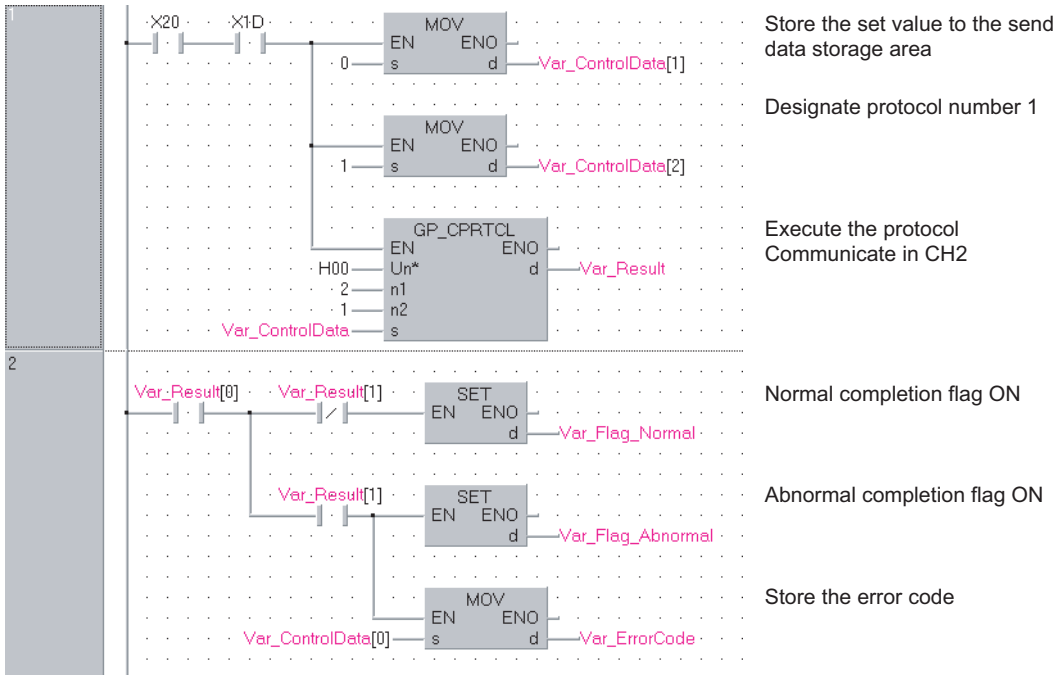 1
X20 X1D
MOV
EN ENO
0 s d Var_ControlData[1]
Store the set value to the send
data storage area
MOV
EN ENO
1 s d Var_ControlData[2]
Designate protocol number 1
GP_CPRTCL
EN ENO
H00 Un* d Var_Result
2 n1
1 n2
Var_ControlData s
Execute the protocol
Communicate in CH2
2
Var_Result[0] Var_Result[1]
SET
EN ENO
d Var_Flag_Normal
Normal completion flag ON
Var_Result[1]
SET
EN ENO
d Var_Flag_Abnormal
Abnormal completion flag ON
MOV
EN ENO
Var_ControlData[0] s d Var_ErrorCode
Store the error code